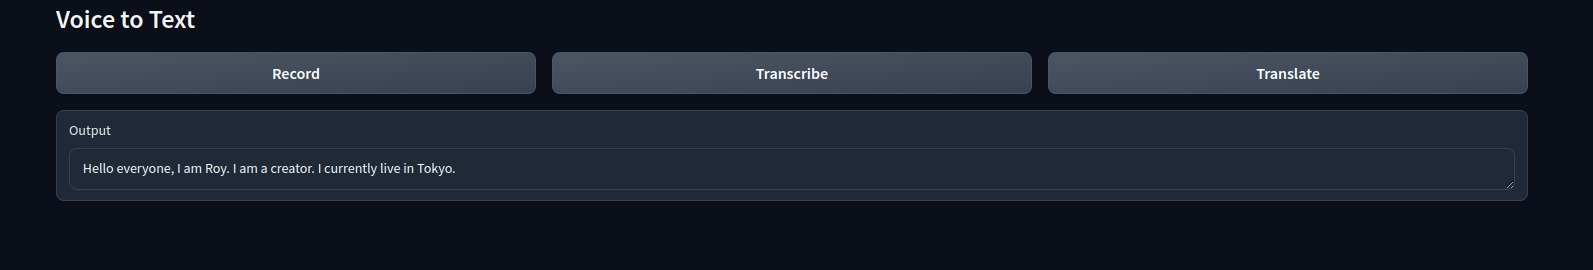 Voice to Text
Record
Transcribe
Translate
Output
Hello everyone, I am Roy. I am a creator. I currently live in Tokyo.